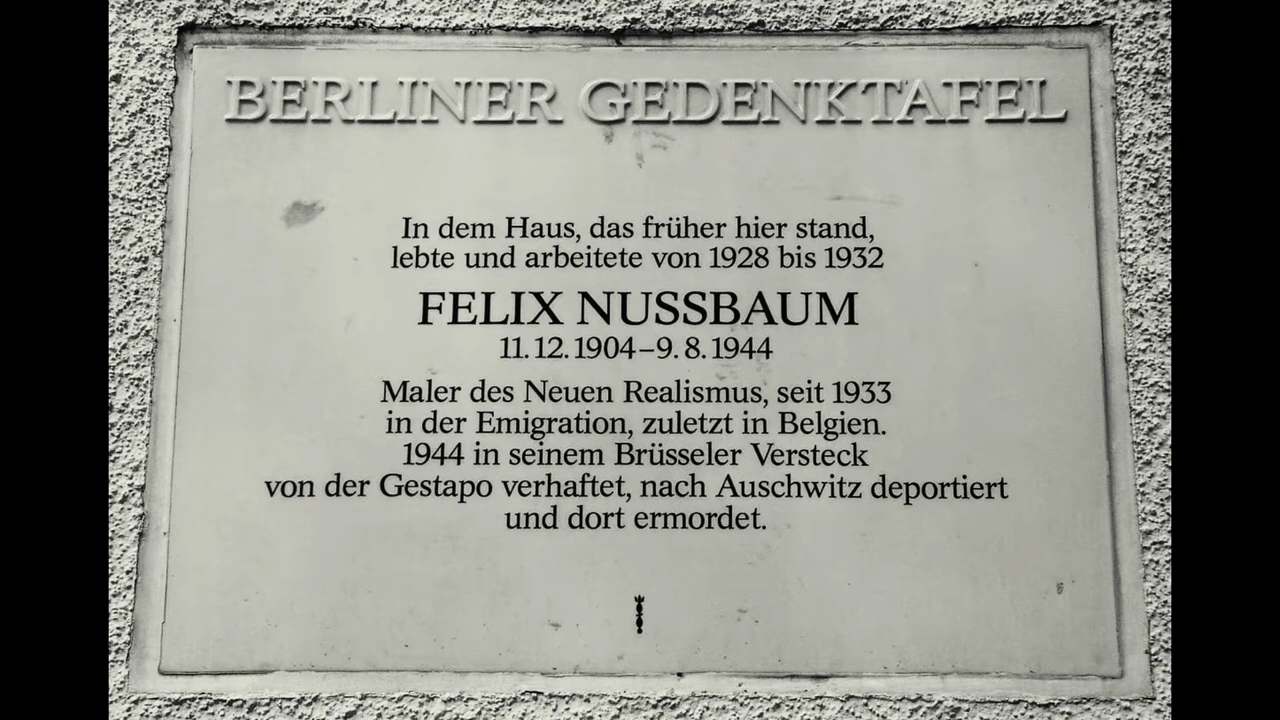 BERLINER GEDENKTAFEL
In dem Haus, das früher hier stand,
lebte und arbeitete von 1928 bis 1932
FELIX NUSSBAUM
11.12.1904–9.8.1944
Maler des Neuen Realismus, seit 1933
in der Emigration, zuletzt in Belgien.
1944 in seinem Brüsseler Versteck
von der Gestapo verhaftet, nach Auschwitz deportiert
und dort ermordet.